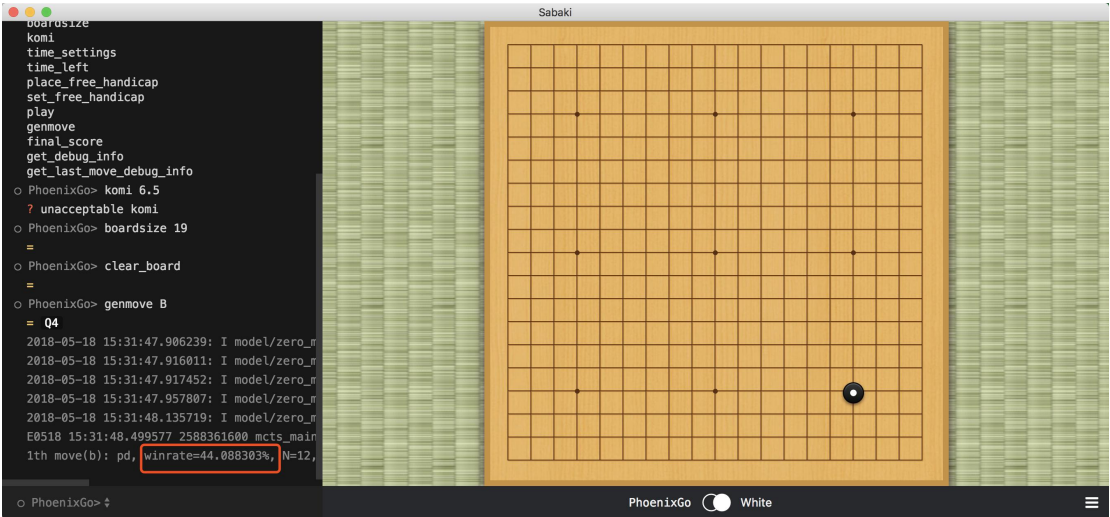 Sabaki
boardsize
komi
time_settings
time_left
place_free_handicap
set_free_handicap
play
genmove
final_score
get_debug_info
get_last_move_debug_info
PhoenixGo> komi 6.5
? unacceptable komi
PhoenixGo> boardsize 19
=
PhoenixGo> clear_board
=
PhoenixGo> genmove B
= Q4
2018-05-18 15:31:47.906239: I model/zero_m
2018-05-18 15:31:47.916011: I model/zero_m
2018-05-18 15:31:47.917452: I model/zero_m
2018-05-18 15:31:47.957807: I model/zero_m
2018-05-18 15:31:48.135719: I model/zero_m
E0518 15:31:48.499577 2588361600 mcts_main
1th move(b): pd, winrate=44.088303%, N=12,
PhoenixGo>
PhoenixGo White